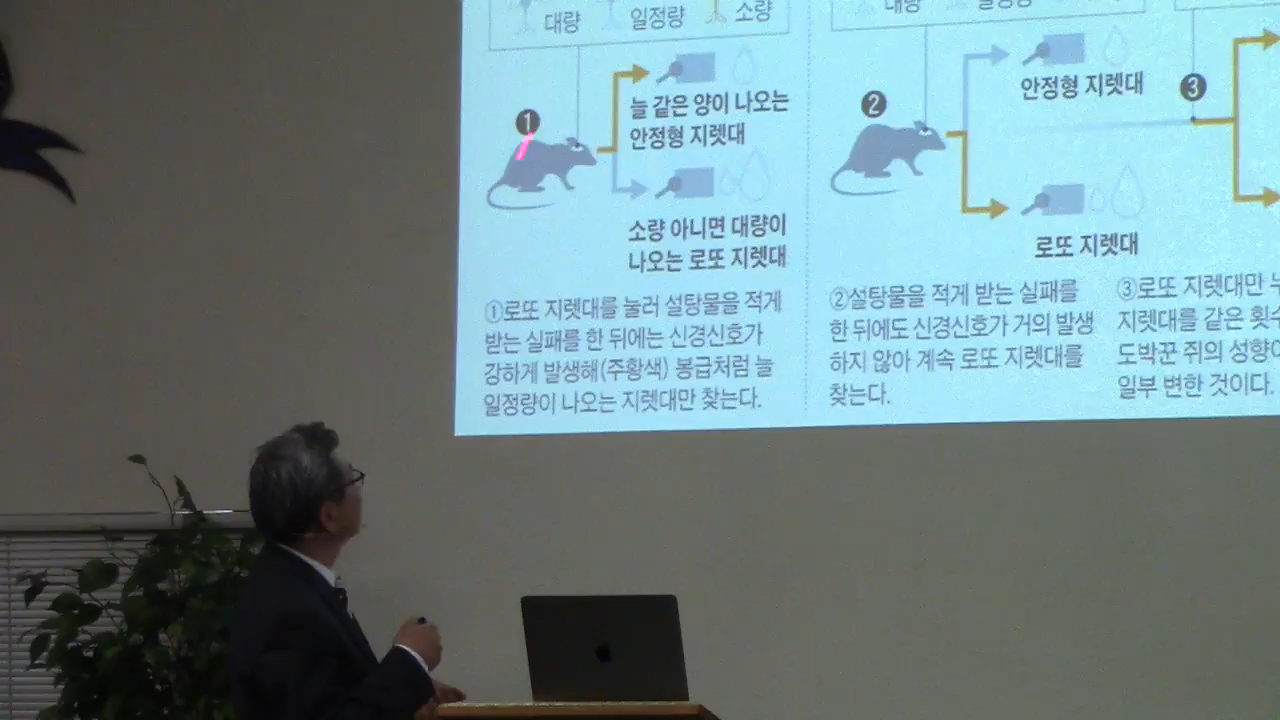 대량 일정량 소량
❶
늘 같은 양이 나오는
안정형 지렛대
소량 아니면 대량이
나오는 로또 지렛대
①로또 지렛대를 눌러 설탕물을 적게
받는 실패를 한 뒤에는 신경신호가
강하게 발생해(주황색) 봉급처럼 늘
일정량이 나오는 지렛대만 찾는다.
대량 일정량 소량
❷
안정형 지렛대
로또 지렛대
②설탕물을 적게 받는 실패를
한 뒤에도 신경신호가 거의 발생
하지 않아 계속 로또 지렛대를
찾는다.
❸
③로또 지렛대만
지렛대를 같은 횟수
도박꾼 쥐의 성향이
일부 변한 것이다.